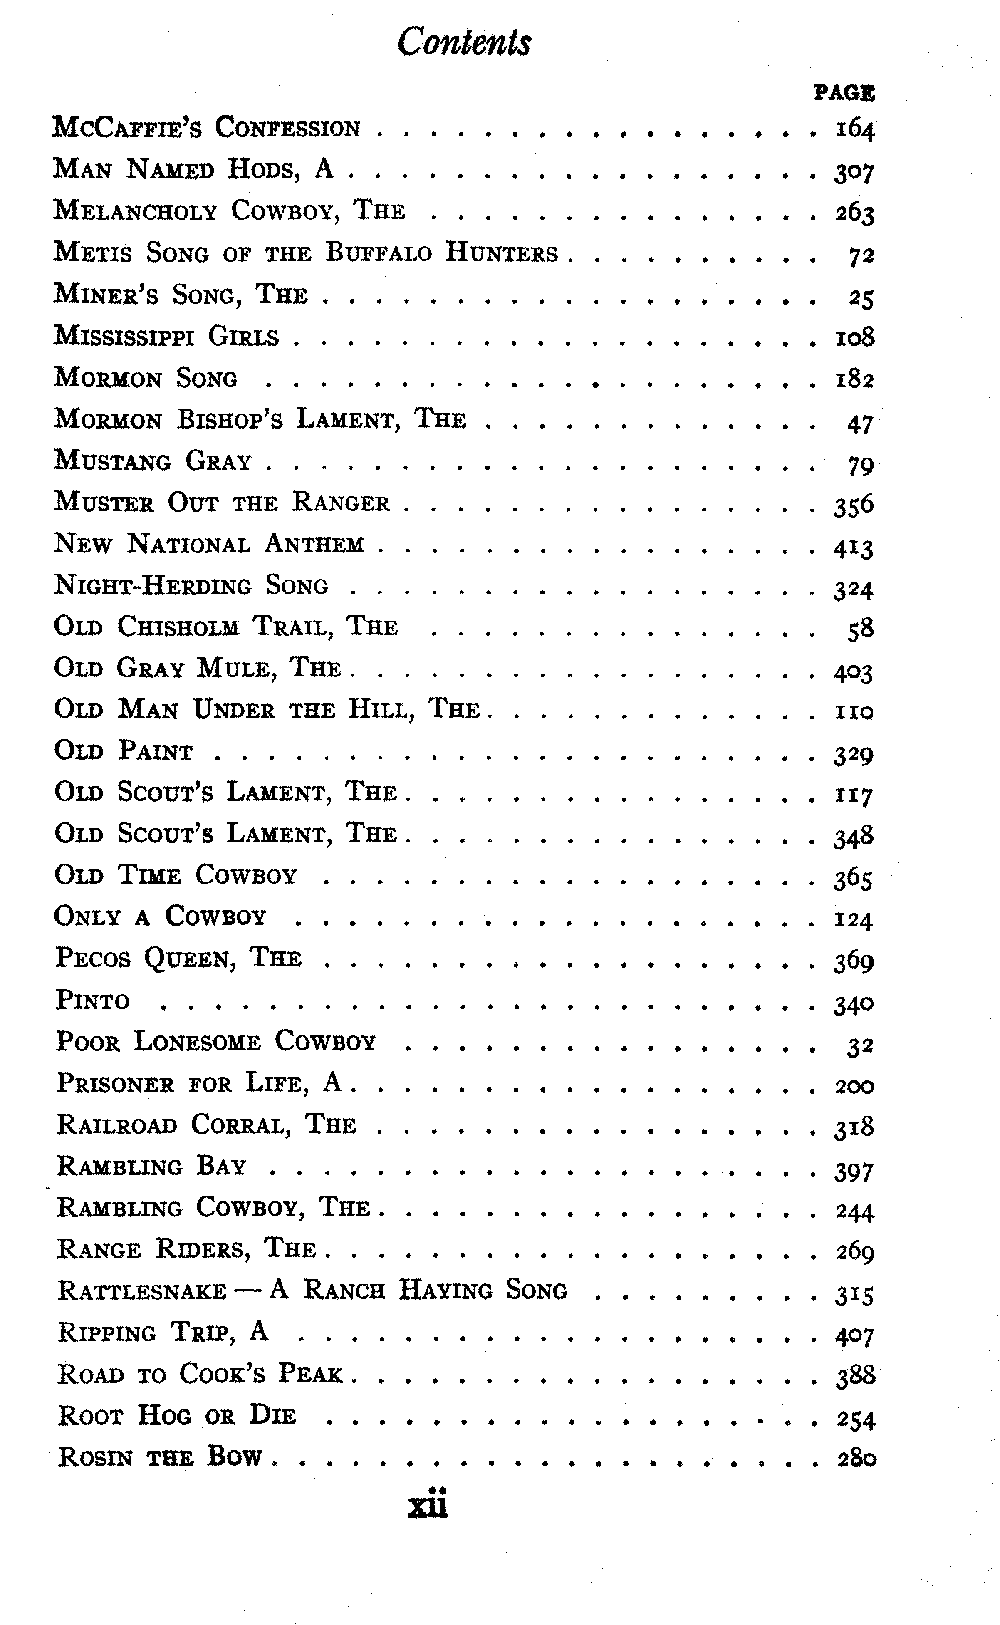 Contents
PAGE
McCaffie's Confession . . . . . . . . . . . . . . . . . 164
Man Named Hods, A . . . . . . . . . . . . . . . . . . 307
Melancholy Cowboy, The . . . . . . . . . . . . . . . 263
Metis Song of the Buffalo Hunters . . . . . . . . . . 72
Miner's Song, The . . . . . . . . . . . . . . . . . . . 25
Mississippi Girls . . . . . . . . . . . . . . . . . . . . 108
Mormon Song . . . . . . . . . . . . . . . . . . . . . 182
Mormon Bishop's Lament, The . . . . . . . . . . . . . 47
Mustang Gray . . . . . . . . . . . . . . . . . . . . . 79
Muster Out the Ranger . . . . . . . . . . . . . . . . 356
New National Anthem . . . . . . . . . . . . . . . . . 413
Night-Herding Song . . . . . . . . . . . . . . . . . . 324
Old Chisholm Trail, The . . . . . . . . . . . . . . . 58
Old Gray Mule, The . . . . . . . . . . . . . . . . . . 403
Old Man Under the Hill, The . . . . . . . . . . . . . 110
Old Paint . . . . . . . . . . . . . . . . . . . . . . . 329
Old Scout's Lament, The . . . . . . . . . . . . . . . . 117
Old Scout's Lament, The . . . . . . . . . . . . . . . . 348
Old Time Cowboy . . . . . . . . . . . . . . . . . . . 365
Only a Cowboy . . . . . . . . . . . . . . . . . . . . 124
Pecos Queen, The . . . . . . . . . . . . . . . . . . . 369
Pinto . . . . . . . . . . . . . . . . . . . . . . . . . 340
Poor Lonesome Cowboy . . . . . . . . . . . . . . . . 32
Prisoner for Life, A . . . . . . . . . . . . . . . . . . 200
Railroad Corral, The . . . . . . . . . . . . . . . . . 318
Rambling Bay . . . . . . . . . . . . . . . . . . . . . 397
Rambling Cowboy, The . . . . . . . . . . . . . . . . . 244
Range Riders, The . . . . . . . . . . . . . . . . . . . 269
Rattlesnake — A Ranch Haying Song . . . . . . . . . 315
Ripping Trip, A . . . . . . . . . . . . . . . . . . . . 407
Road to Cook's Peak . . . . . . . . . . . . . . . . . . 388
Root Hog or Die . . . . . . . . . . . . . . . . . . . 254
Rosin the Bow . . . . . . . . . . . . . . . . . . . . . 280
xii